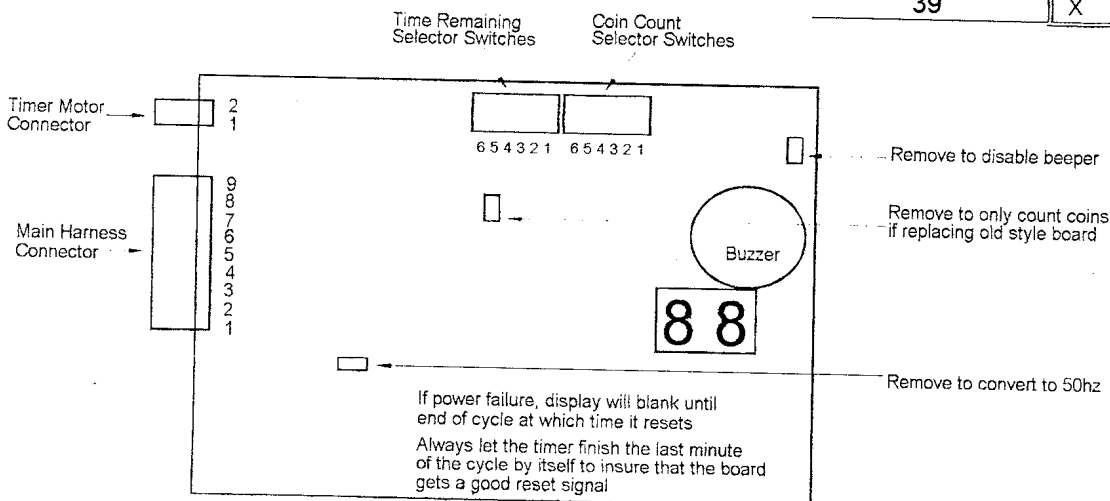 39
X
Time Remaining
Selector Switches
Coin Count
Selector Switches
Timer Motor
Connector
2
1
6 5 4 3 2 1
6 5 4 3 2 1
Remove to disable beeper
9
8
7
6
5
4
3
2
1
Main Harness
Connector
Remove to only count coins
if replacing old style board
Buzzer
8 8
Remove to convert to 50hz
If power failure, display will blank until
end of cycle at which time it resets
Always let the timer finish the last minute
of the cycle by itself to insure that the board
gets a good reset signal